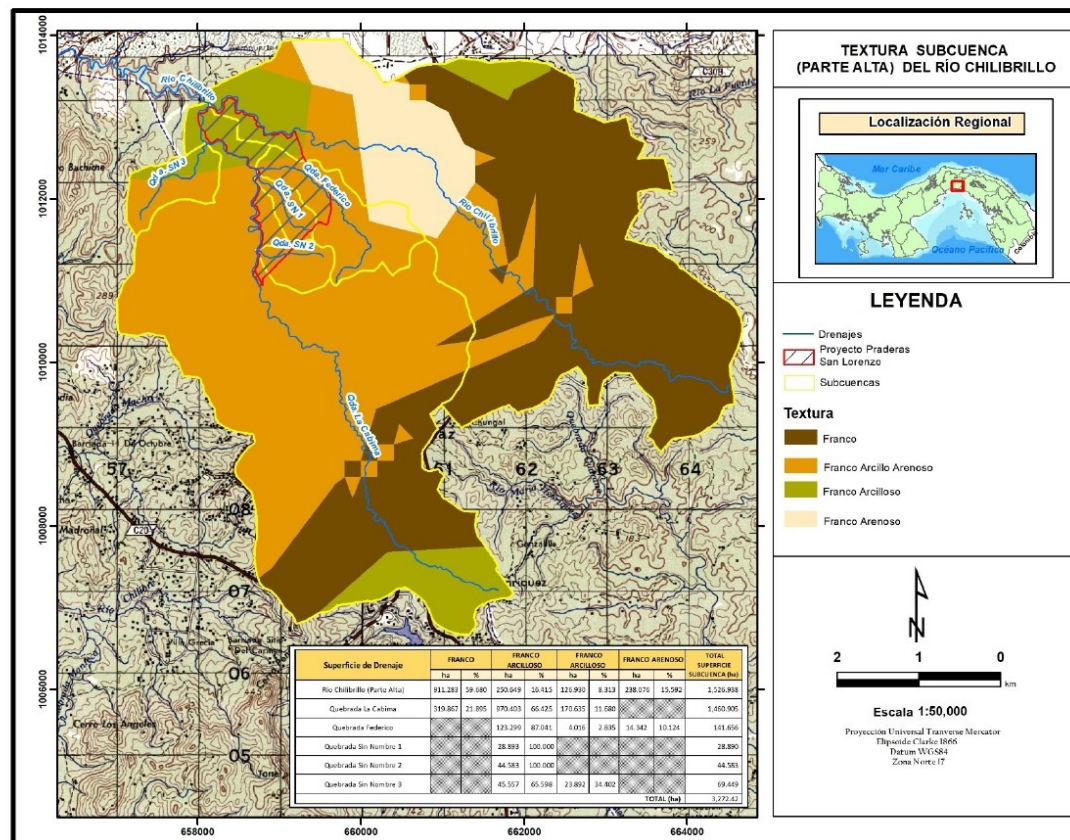 TEXTURA SUBCUENCA
(PARTE ALTA) DEL RÍO CHILIBRILLO
Localización Regional
Mar Caribe
Océano Pacífico
Colombia
LEYENDA
Drenajes
Proyecto Praderas
San Lorenzo
Subcuencas
Textura
Franco
Franco Arcillo Arenoso
Franco Arcilloso
Franco Arenoso
N
2 1 0
km
Escala 1:50,000
Proyección Universal Tranverse Mercator
Elipsoide Clarke 1866
Datum WGS84
Zona Norte 17
1014000
1012000
1010000
1008000
1006000
658000 660000 662000 664000
Río Chilibrillo
Qda. SN 3
Qda. SN 1
Qda. Federico
Qda. SN 2
Río Chilibrillo
Qda. La Cabima
Río La Puente
C20
57 61 62 63 64
08
07
06
05
289
259
Madroñal
Gonzalillo
Villa Grecia
Cerro Los Angeles
Superficie de Drenaje FRANCO FRANCO ARCILLOSO FRANCO ARCILLOSO FRANCO ARENOSO TOTAL SUPERFICIE SUBCUENCA (ha)
ha % ha % ha % ha %
Río Chilibrillo (Parte Alta) 911.283 59.680 250.649 16.415 126.930 8.313 238.076 15.592 1,526.938
Quebrada La Cabima 319.867 21.895 970.403 66.425 170.635 11.680 1,460.905
Quebrada Federico 123.299 87.041 4.016 2.835 14.342 10.124 141.656
Quebrada Sin Nombre 1 28.893 100.000 28.890
Quebrada Sin Nombre 2 44.583 100.000 44.583
Quebrada Sin Nombre 3 45.557 65.598 23.892 34.402 69.449
TOTAL (ha) 3,272.42